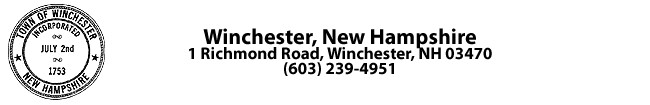 TOWN OF WINCHESTER
INCORPORATED
JULY 2nd
1753
NEW HAMPSHIRE
Winchester, New Hampshire
1 Richmond Road, Winchester, NH 03470
(603) 239-4951